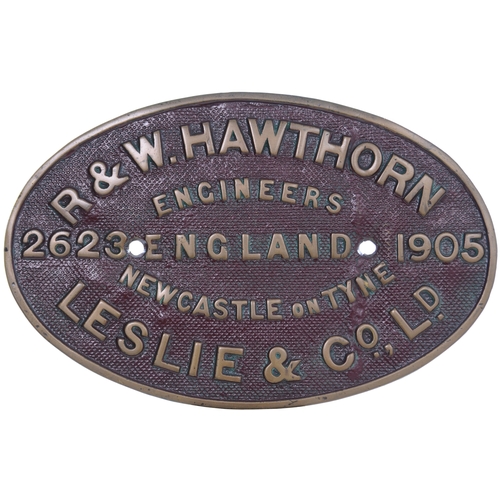 R & W. HAWTHORN
ENGINEERS
2623 ENGLAND 1905
NEWCASTLE ON TYNE
LESLIE & CO., LD